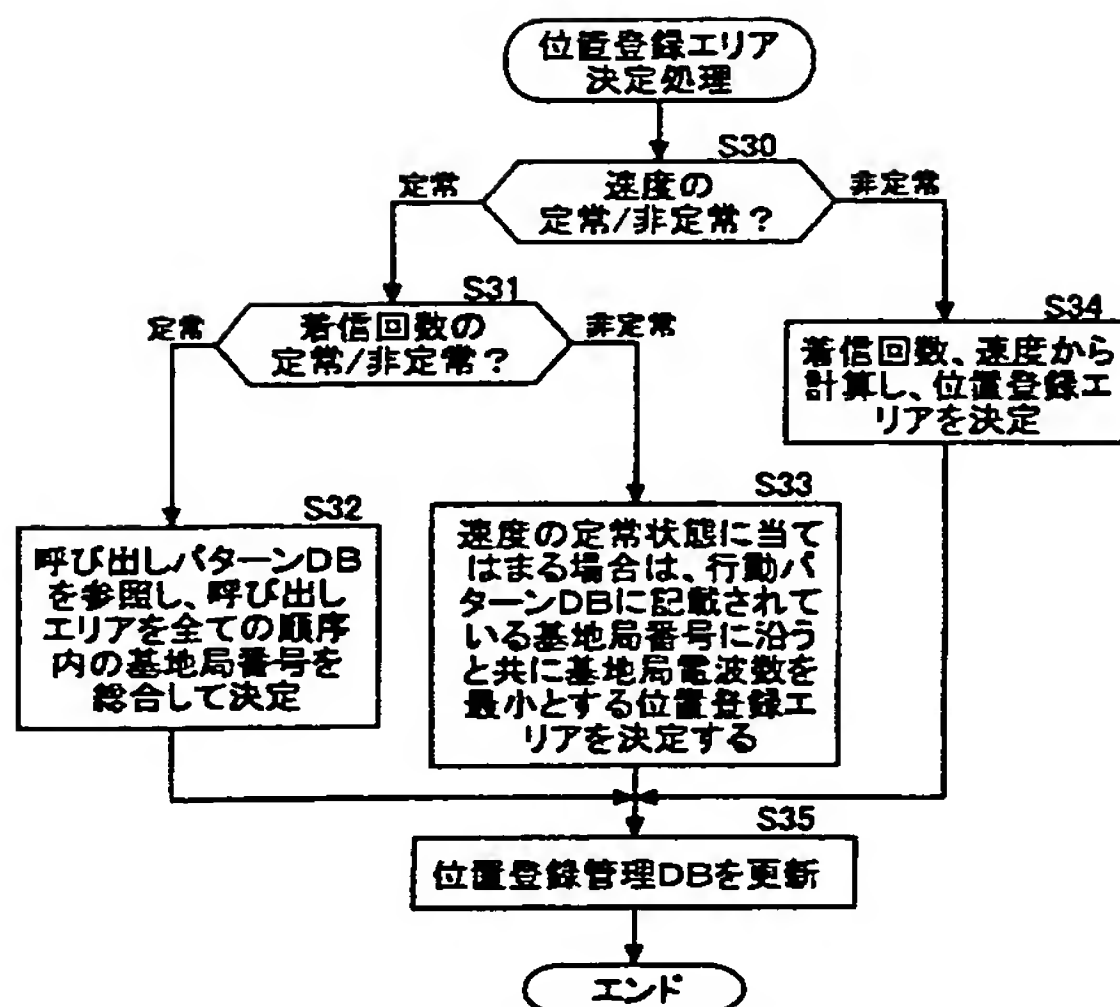 位置登録エリア
決定処理
S30
定常
速度の
定常/非定常？
非定常
S31
定常
着信回数の
定常/非定常？
非定常
S34
着信回数、速度から
計算し、位置登録エ
リアを決定
S32
呼び出しパターンDB
を参照し、呼び出し
エリアを全ての順序
内の基地局番号を
総合して決定
S33
速度の定常状態に当て
はまる場合は、行動パ
ターンDBに記載されて
いる基地局番号に沿う
と共に基地局電波数を
最小とする位置登録エ
リアを決定する
S35
位置登録管理DBを更新
エンド